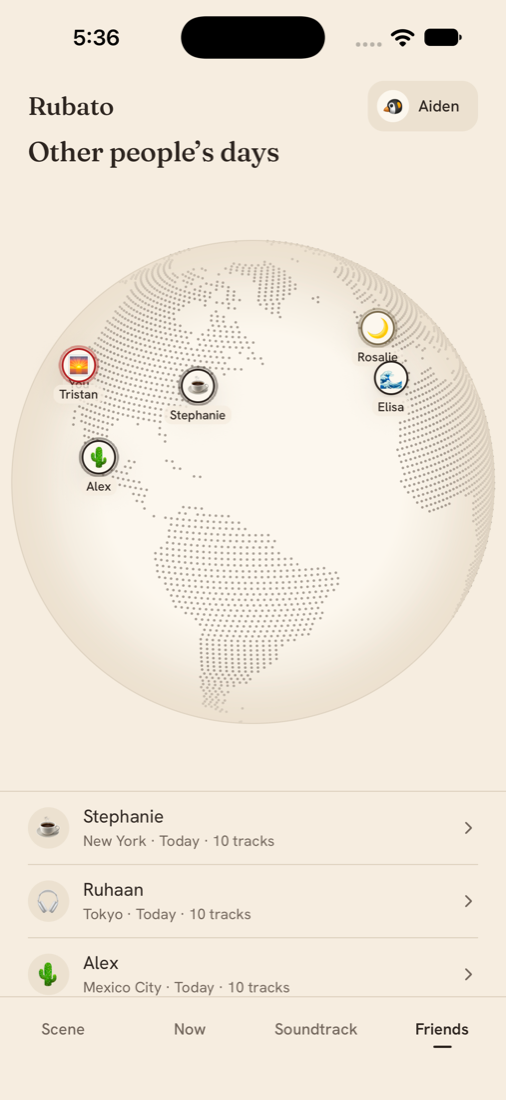 5:36
Rubato
Aiden
Other people's days
Rosalie
Tristan
Elisa
Stephanie
Alex
Stephanie
New York · Today · 10 tracks
Ruhaan
Tokyo · Today · 10 tracks
Alex
Mexico City · Today · 10 tracks
Scene
Now
Soundtrack
Friends